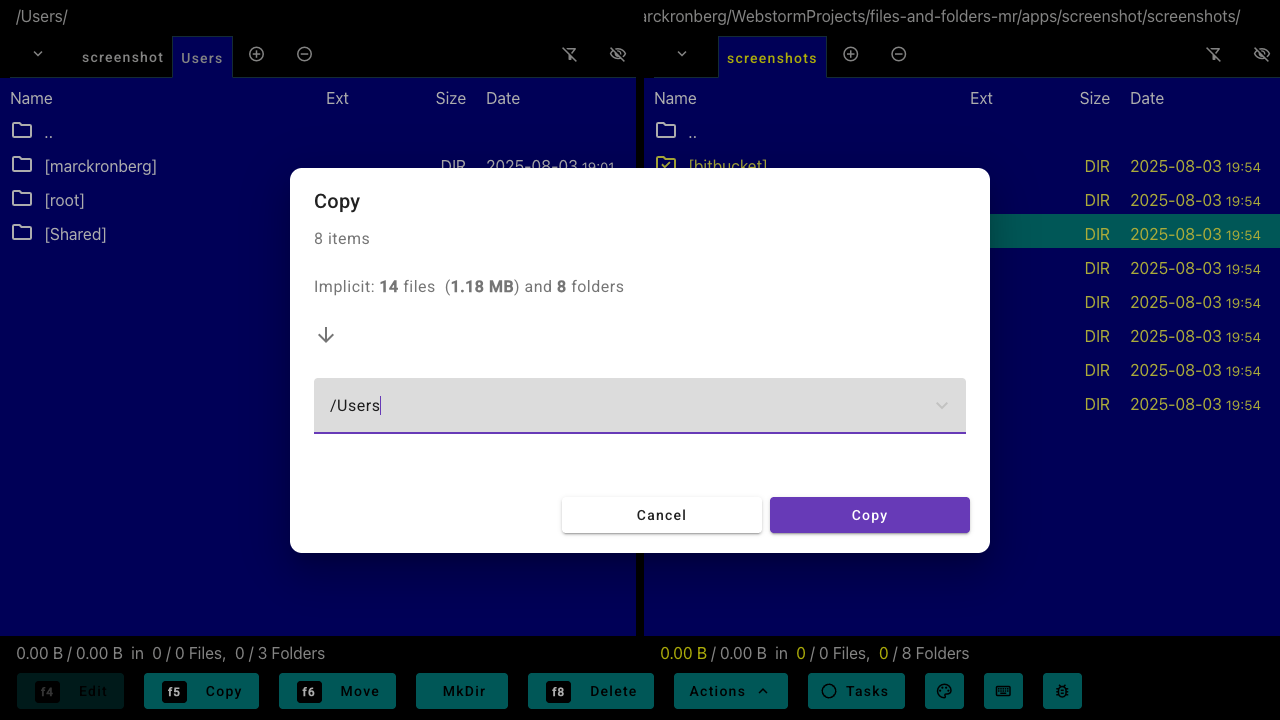 /Users/
arckronberg/WebstormProjects/files-and-folders-mr/apps/screenshot/screenshots/
screenshot Users
screenshots
Name Ext Size Date
Name Ext Size Date
..
..
[marckronberg] DIR 2025-08-03 19:01
[bitbucket] DIR 2025-08-03 19:54
[root]
DIR 2025-08-03 19:54
[Shared]
DIR 2025-08-03 19:54
DIR 2025-08-03 19:54
DIR 2025-08-03 19:54
DIR 2025-08-03 19:54
DIR 2025-08-03 19:54
DIR 2025-08-03 19:54
Copy
8 items
Implicit: 14 files (1.18 MB) and 8 folders
/Users
Cancel Copy
0.00 B / 0.00 B in 0 / 0 Files, 0 / 3 Folders
0.00 B / 0.00 B in 0 / 0 Files, 0 / 8 Folders
f4 Edit f5 Copy f6 Move MkDir f8 Delete Actions Tasks